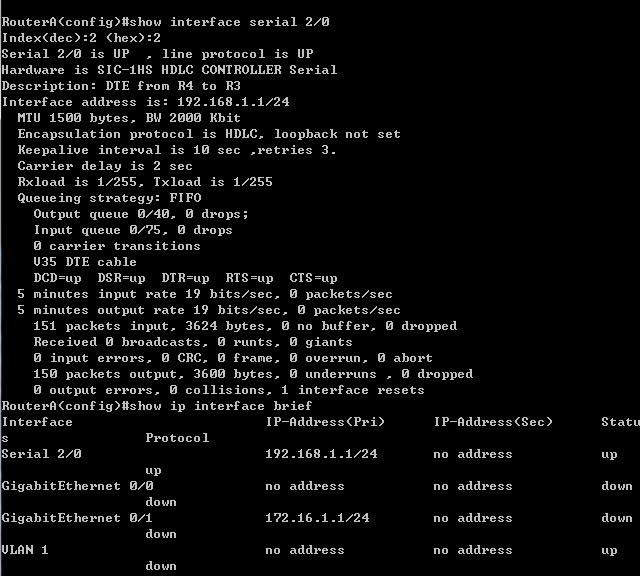 RouterA(config)#show interface serial 2/0
Index(dec):2 (hex):2
Serial 2/0 is UP  , line protocol is UP
Hardware is SIC-1HS HDLC CONTROLLER Serial
Description: DTE from R4 to R3
Interface address is: 192.168.1.1/24
  MTU 1500 bytes, BW 2000 Kbit
  Encapsulation protocol is HDLC, loopback not set
  Keepalive interval is 10 sec ,retries 3.
  Carrier delay is 2 sec
  Rxload is 1/255, Txload is 1/255
  Queueing strategy: FIFO
    Output queue 0/40, 0 drops;
    Input queue 0/75, 0 drops
    0 carrier transitions
    V35 DTE cable
    DCD=up  DSR=up  DTR=up  RTS=up  CTS=up
  5 minutes input rate 19 bits/sec, 0 packets/sec
  5 minutes output rate 19 bits/sec, 0 packets/sec
    151 packets input, 3624 bytes, 0 no buffer, 0 dropped
    Received 0 broadcasts, 0 runts, 0 giants
    0 input errors, 0 CRC, 0 frame, 0 overrun, 0 abort
    150 packets output, 3600 bytes, 0 underruns , 0 dropped
    0 output errors, 0 collisions, 1 interface resets
RouterA(config)#show ip interface brief
Interface                        IP-Address(Pri)      IP-Address(Sec)      Statu
s                 Protocol
Serial 2/0                       192.168.1.1/24       no address           up
                  up
GigabitEthernet 0/0              no address           no address           down
                  down
GigabitEthernet 0/1              172.16.1.1/24        no address           down
                  down
VLAN 1                           no address           no address           up
                  down